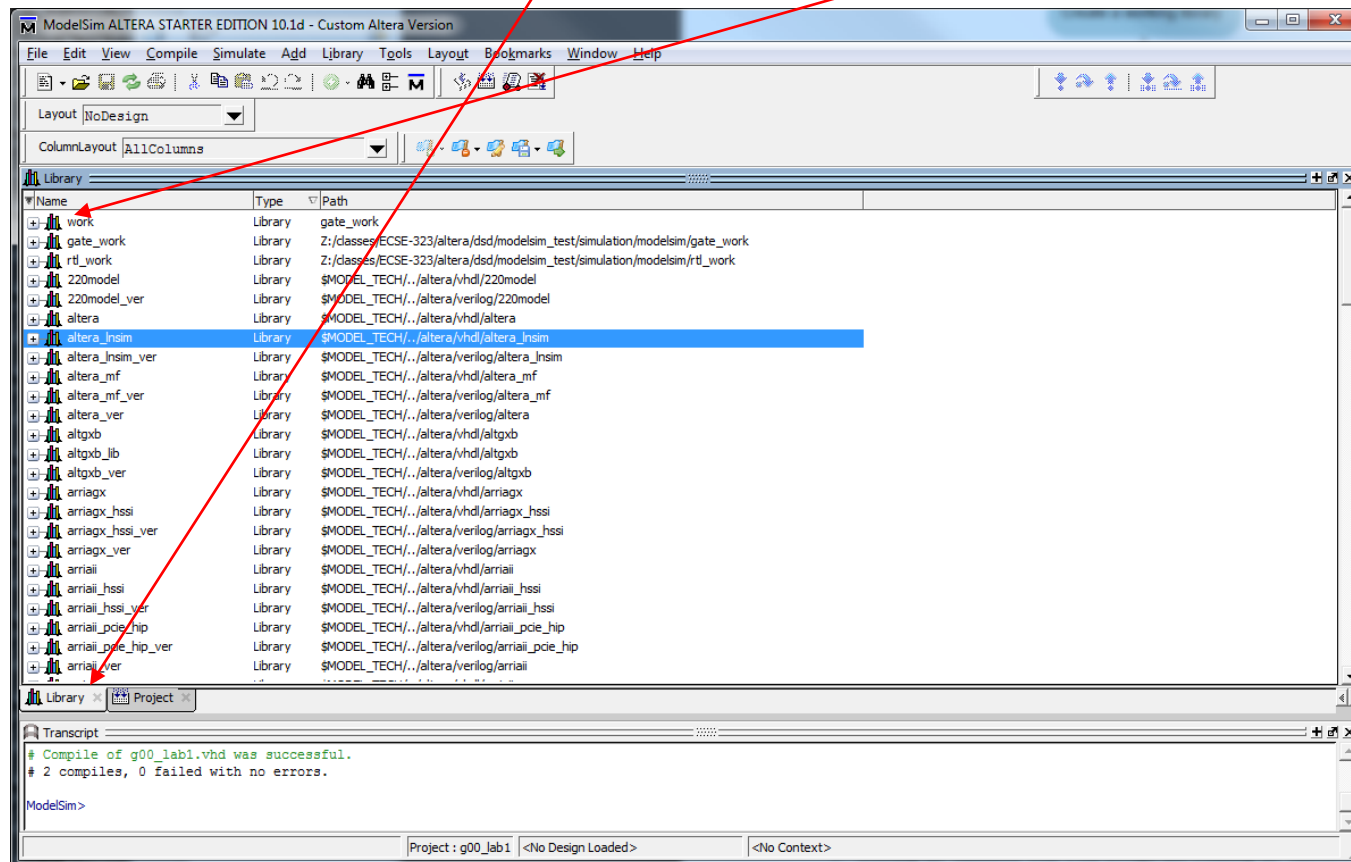 ModelSim ALTERA STARTER EDITION 10.1d - Custom Altera Version
File Edit View Compile Simulate Add Library Tools Layout Bookmarks Window Help
Layout NoDesign
ColumnLayout AllColumns
Library
Name Type Path
work Library gate_work
gate_work Library Z:/classes/ECSE-323/altera/dsd/modelsim_test/simulation/modelsim/gate_work
rtl_work Library Z:/classes/ECSE-323/altera/dsd/modelsim_test/simulation/modelsim/rtl_work
220model Library $MODEL_TECH/../altera/vhdl/220model
220model_ver Library $MODEL_TECH/../altera/verilog/220model
altera Library $MODEL_TECH/../altera/vhdl/altera
altera_lnsim Library $MODEL_TECH/../altera/vhdl/altera_lnsim
altera_lnsim_ver Library $MODEL_TECH/../altera/verilog/altera_lnsim
altera_mf Library $MODEL_TECH/../altera/vhdl/altera_mf
altera_mf_ver Library $MODEL_TECH/../altera/verilog/altera_mf
altera_ver Library $MODEL_TECH/../altera/verilog/altera
altgxb Library $MODEL_TECH/../altera/vhdl/altgxb
altgxb_lib Library $MODEL_TECH/../altera/vhdl/altgxb
altgxb_ver Library $MODEL_TECH/../altera/verilog/altgxb
arriagx Library $MODEL_TECH/../altera/vhdl/arriagx
arriagx_hssi Library $MODEL_TECH/../altera/vhdl/arriagx_hssi
arriagx_hssi_ver Library $MODEL_TECH/../altera/verilog/arriagx_hssi
arriagx_ver Library $MODEL_TECH/../altera/verilog/arriagx
arriaii Library $MODEL_TECH/../altera/vhdl/arriaii
arriaii_hssi Library $MODEL_TECH/../altera/vhdl/arriaii_hssi
arriaii_hssi_ver Library $MODEL_TECH/../altera/verilog/arriaii_hssi
arriaii_pcie_hip Library $MODEL_TECH/../altera/vhdl/arriaii_pcie_hip
arriaii_pcie_hip_ver Library $MODEL_TECH/../altera/verilog/arriaii_pcie_hip
arriaii_ver Library $MODEL_TECH/../altera/verilog/arriaii
Library Project
Transcript
# Compile of g00_lab1.vhd was successful.
# 2 compiles, 0 failed with no errors.
ModelSim>
Project : g00_lab1 <No Design Loaded> <No Context>